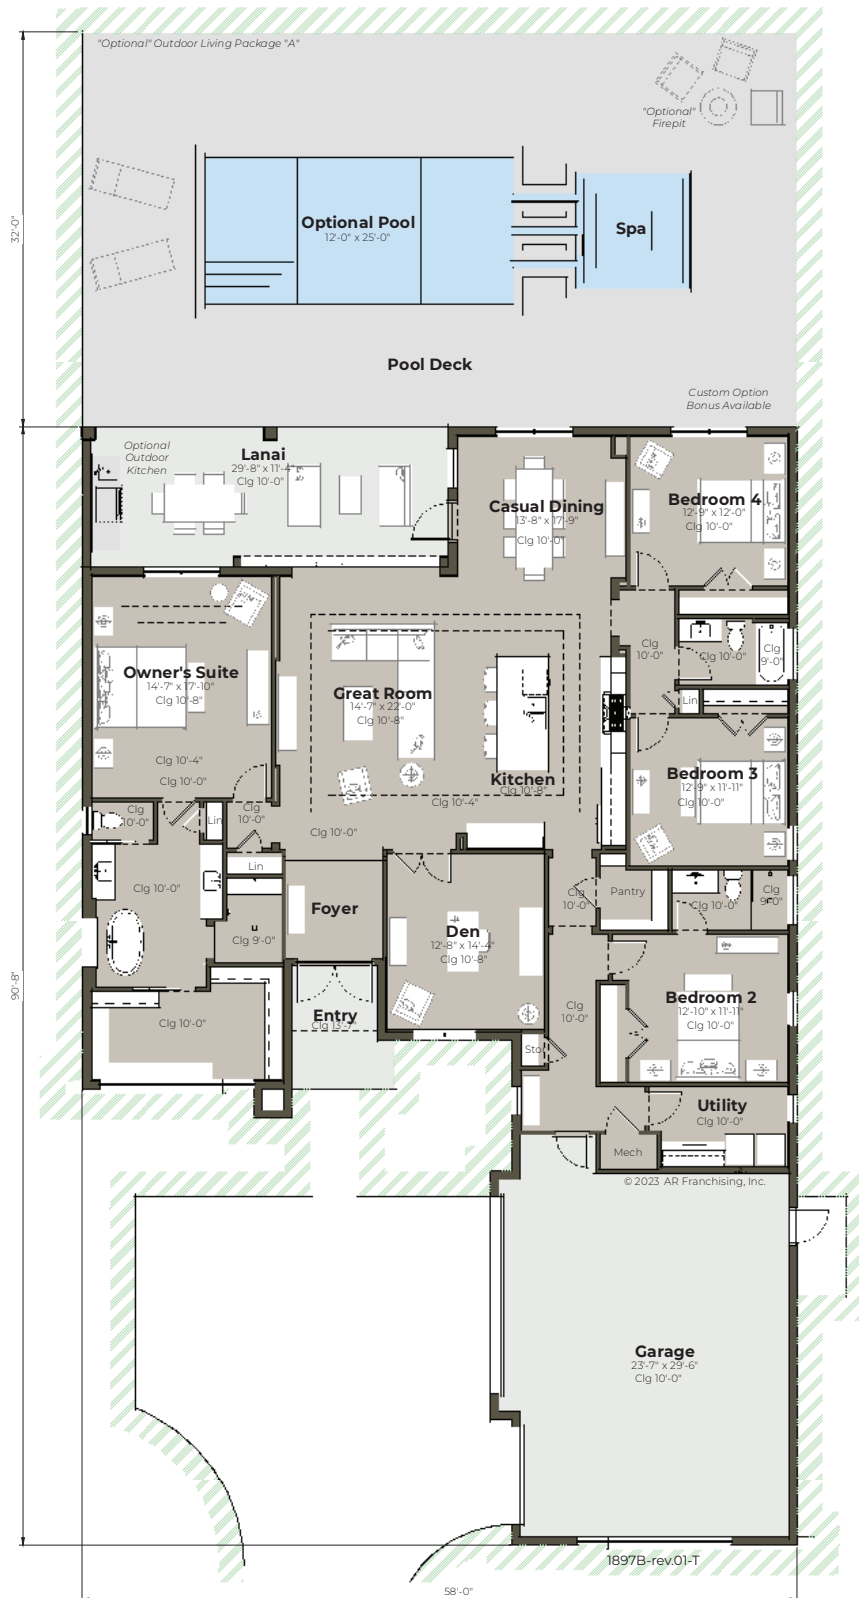 "Optional" Outdoor Living Package "A"
"Optional"
Firepit
32'-0"
Optional Pool
12'-0" x 25'-0"
Spa
Pool Deck
Custom Option
Bonus Available
Optional
Outdoor
Kitchen
Lanai
29'-8" x 11'-4"
Clg 10'-0"
Casual Dining
13'-8" x 17'-9"
Clg 10'-0"
Bedroom 4
12'-9" x 12'-0"
Clg 10'-0"
Clg
10'-0"
Clg 10'-0"
Clg
9'-0"
Owner's Suite
14'-7" x 17'-10"
Clg 10'-8"
Clg 10'-4"
Clg 10'-0"
Great Room
14'-7" x 22'-0"
Clg 10'-8"
Lin
Kitchen
Clg 10'-8"
Clg 10'-4"
Clg 10'-0"
Bedroom 3
12'-9" x 11'-11"
Clg 10'-0"
Clg
10'-0"
Lin
Clg
10'-0"
Lin
Clg 10'-0"
Clg 9'-0"
Foyer
Den
12'-8" x 14'-4"
Clg 10'-8"
Clg
10'-0"
Pantry
Clg 10'-0"
Clg
9'-0"
90'-8"
Clg 10'-0"
Entry
Clg 13'-7"
Clg
10'-0"
Bedroom 2
12'-10" x 11'-11"
Clg 10'-0"
Sto
Utility
Clg 10'-0"
Mech
© 2023 AR Franchising, Inc.
Garage
23'-7" x 29'-6"
Clg 10'-0"
1897B-rev.01-T
58'-0"